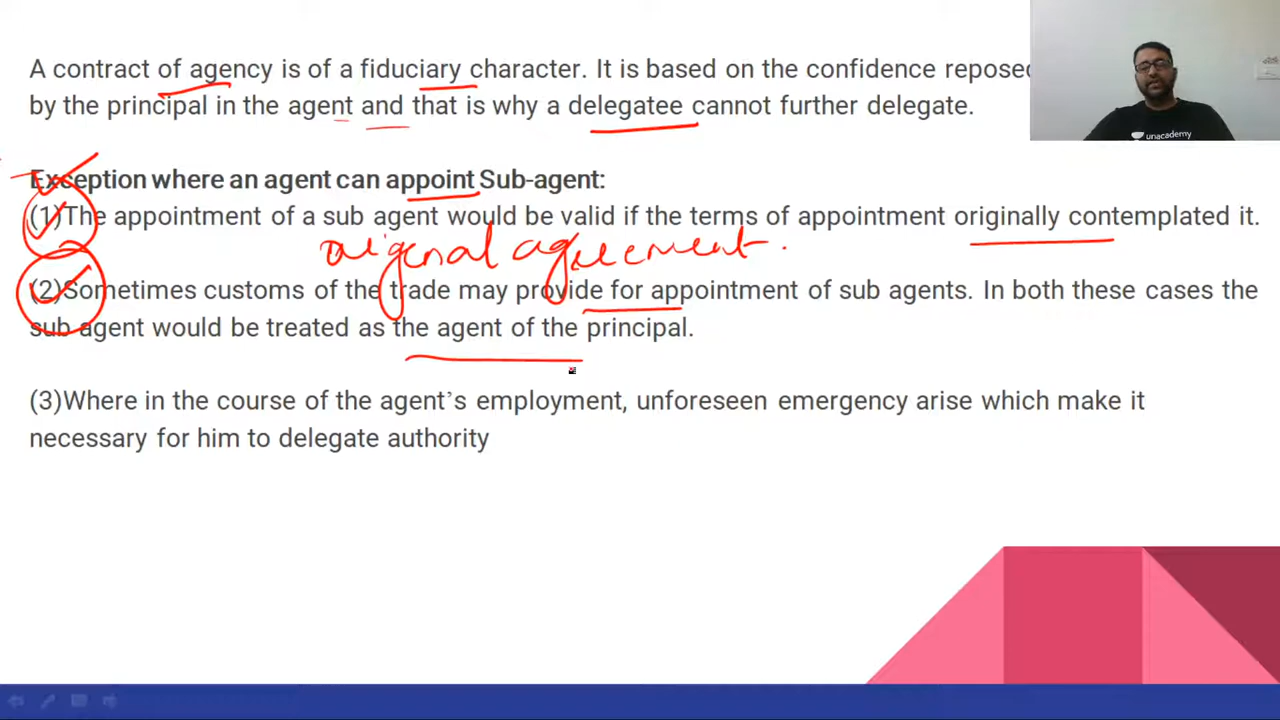 A contract of agency is of a fiduciary character. It is based on the confidence reposed
by the principal in the agent and that is why a delegatee cannot further delegate.
unacademy
Exception where an agent can appoint Sub-agent:
(1)The appointment of a sub agent would be valid if the terms of appointment originally contemplated it.
origenal agreement.
(2)Sometimes customs of the trade may provide for appointment of sub agents. In both these cases the
sub agent would be treated as the agent of the principal.
(3)Where in the course of the agent's employment, unforeseen emergency arise which make it
necessary for him to delegate authority